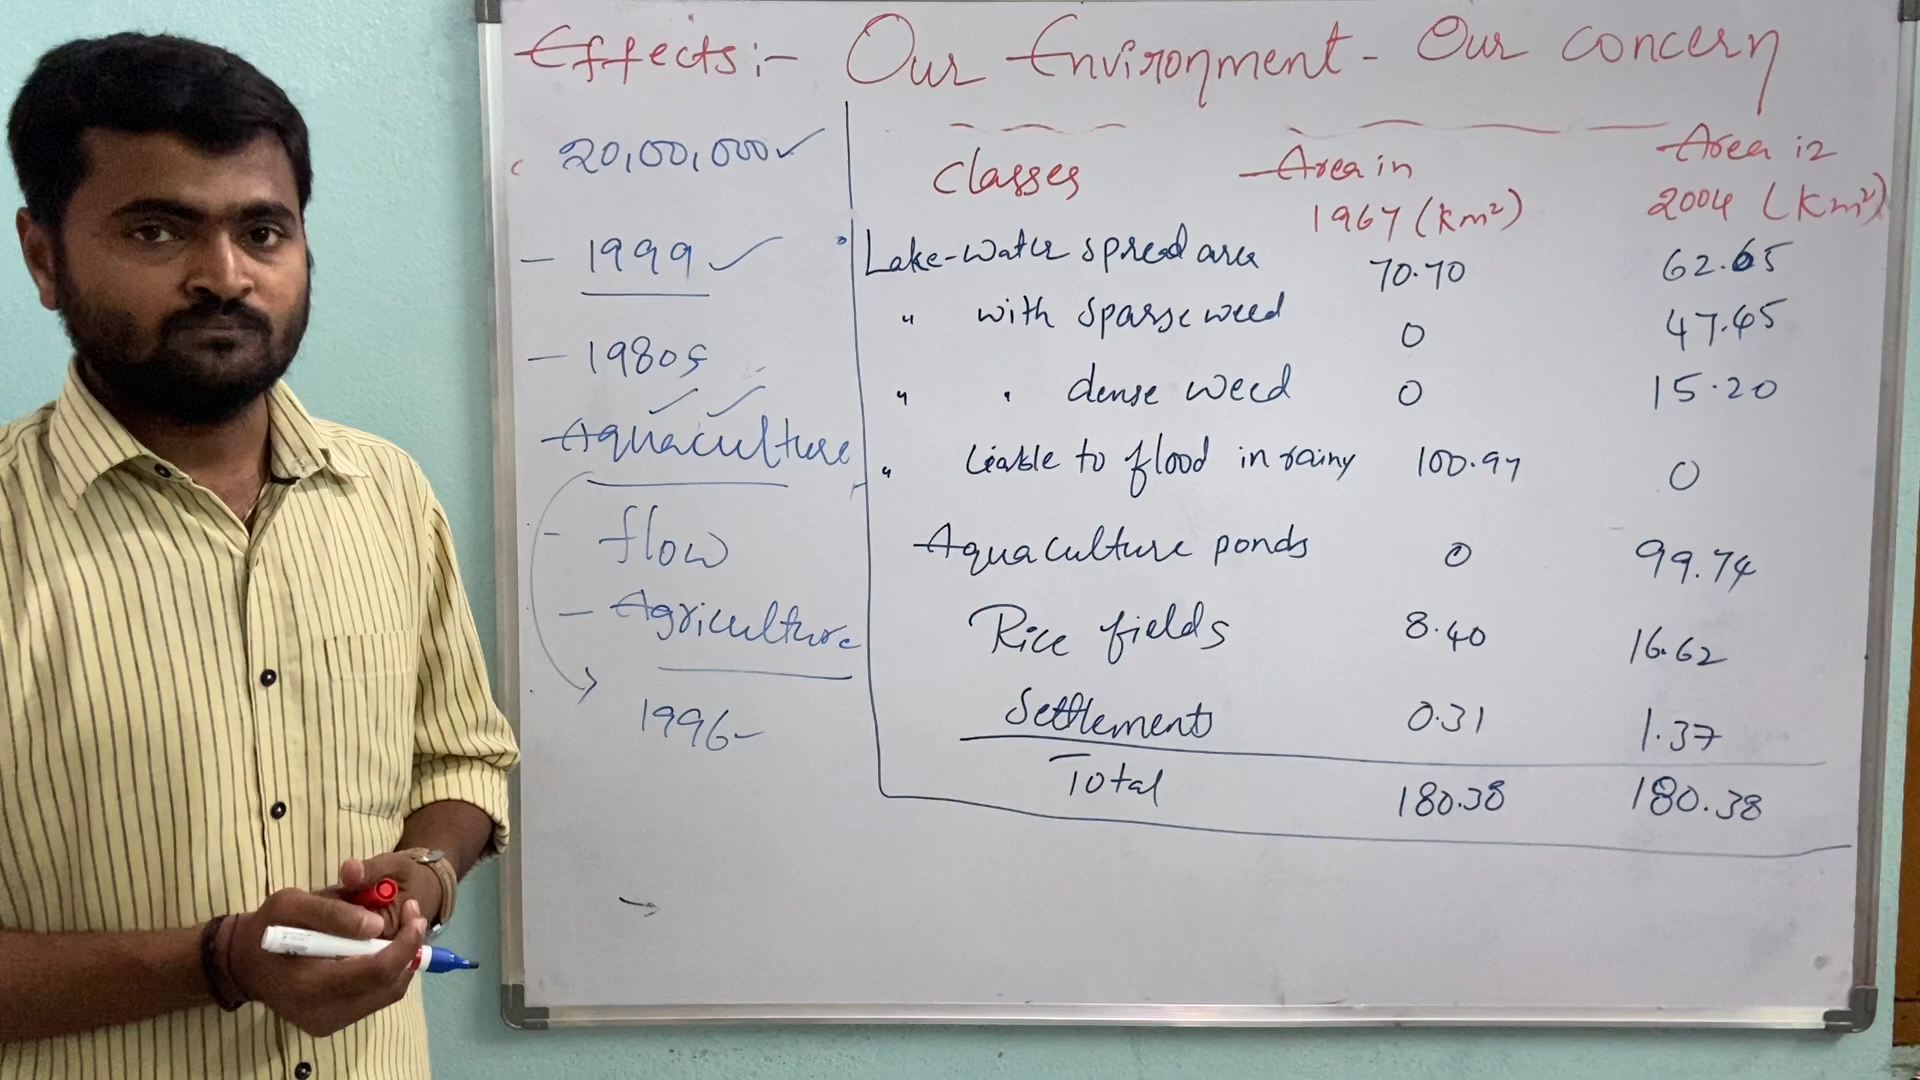 Effects:- Our Environment - Our concern
20,00,000 ✓
- 1999 ✓
- 1980s
Aquaculture
- flow
- Agriculture
1996-
Classes Area in 1967 (km²) Area in 2004 (Km²)
Lake-water spread area 70.70 62.65
" with sparse weed 0 47.45
" " dense weed 0 15.20
" Liable to flood in rainy 100.97 0
Aquaculture ponds 0 99.74
Rice fields 8.40 16.62
Settlements 0.31 1.37
Total 180.38 180.38